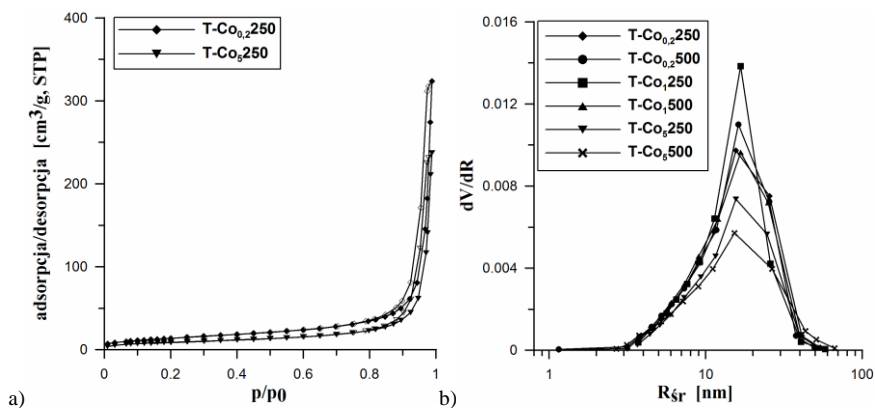 400
300
200
100
0
adsorpcja/desorpcja [cm³/g, STP]
T-Co₀,₂250
T-Co₅250
0 0.2 0.4 0.6 0.8 1
p/p0
a)
0.016
0.012
0.008
0.004
0
dV/dR
T-Co₀,₂250
T-Co₀,₂500
T-Co₁250
T-Co₁500
T-Co₅250
T-Co₅500
1 10 100
Rśr [nm]
b)